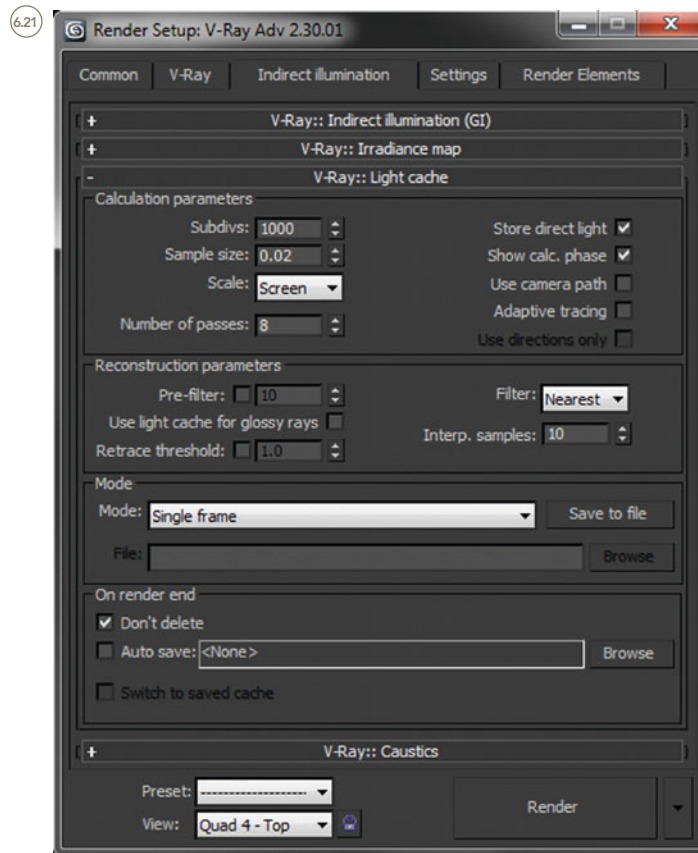 6.21
Render Setup: V-Ray Adv 2.30.01
Common V-Ray Indirect illumination Settings Render Elements
+ V-Ray:: Indirect illumination (GI)
+ V-Ray:: Irradiance map
- V-Ray:: Light cache
Calculation parameters
Subdivs: 1000 Store direct light
Sample size: 0.02 Show calc. phase
Scale: Screen Use camera path
Adaptive tracing
Number of passes: 8
Use directions only
Reconstruction parameters
Pre-filter: 10 Filter: Nearest
Use light cache for glossy rays
Interp. samples: 10
Retrace threshold: 1.0
Mode
Mode: Single frame Save to file
File: Browse
On render end
Don't delete
Auto save: <None> Browse
Switch to saved cache
+ V-Ray:: Caustics
Preset: -------------------
View: Quad 4 - Top
Render